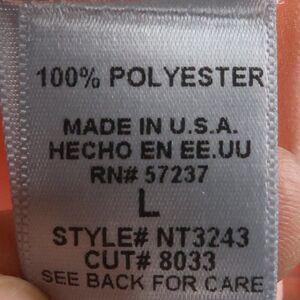 100% POLYESTER
MADE IN U.S.A.
HECHO EN EE.UU
RN# 57237
L
STYLE# NT3243
CUT# 8033
SEE BACK FOR CARE